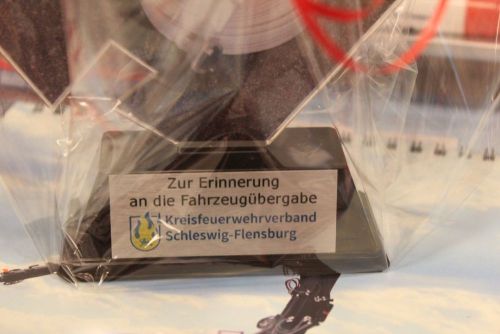 Zur Erinnerung
an die Fahrzeugübergabe
Kreisfeuerwehrverband
Schleswig-Flensburg